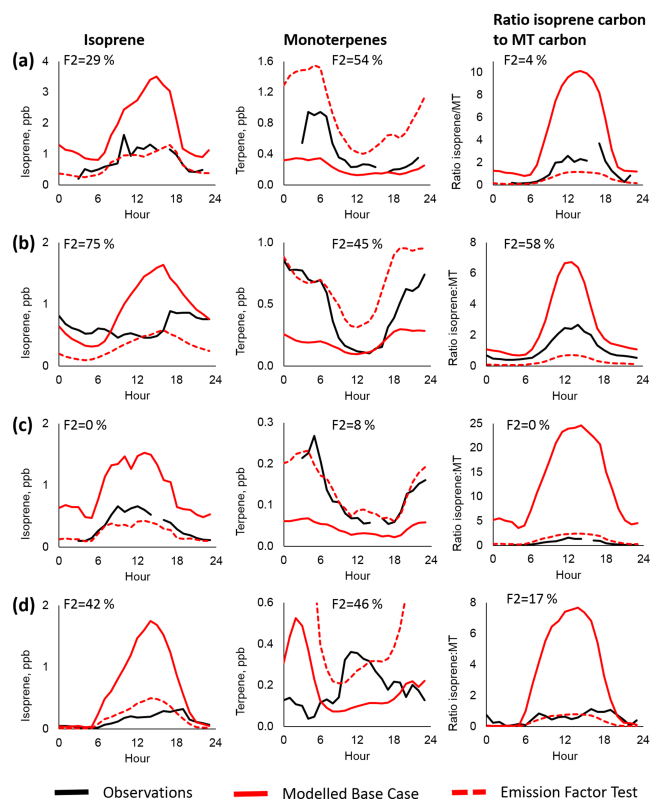 Isoprene
Monoterpenes
Ratio isoprene carbon
to MT carbon
(a)
F2=29 %
Isoprene, ppb
4
3
2
1
0
0 6 12 18 24
Hour
F2=54 %
Terpene, ppb
1.6
1.2
0.8
0.4
0.0
0 6 12 18 24
Hour
F2=4 %
Ratio isoprene/MT
10
8
6
4
2
0
0 6 12 18 24
Hour
(b)
F2=75 %
Isoprene, ppb
2
1
0
0 6 12 18 24
Hour
F2=45 %
Terpene, ppb
1.0
0.5
0.0
0 6 12 18 24
Hour
F2=58 %
Ratio isoprene:MT
8
6
4
2
0
0 6 12 18 24
Hour
(c)
F2=0 %
Isoprene, ppb
2
1
0
0 6 12 18 24
Hour
F2=8 %
Terpene, ppb
0.3
0.2
0.1
0.0
0 6 12 18 24
Hour
F2=0 %
Ratio isoprene:MT
25
20
15
10
5
0
0 6 12 18 24
Hour
(d)
F2=42 %
Isoprene, ppb
2
1
0
0 6 12 18 24
Hour
F2=46 %
Terpene, ppb
0.6
0.4
0.2
0.0
0 6 12 18 24
Hour
F2=17 %
Ratio isoprene:MT
8
6
4
2
0
0 6 12 18 24
Hour
Observations
Modelled Base Case
Emission Factor Test